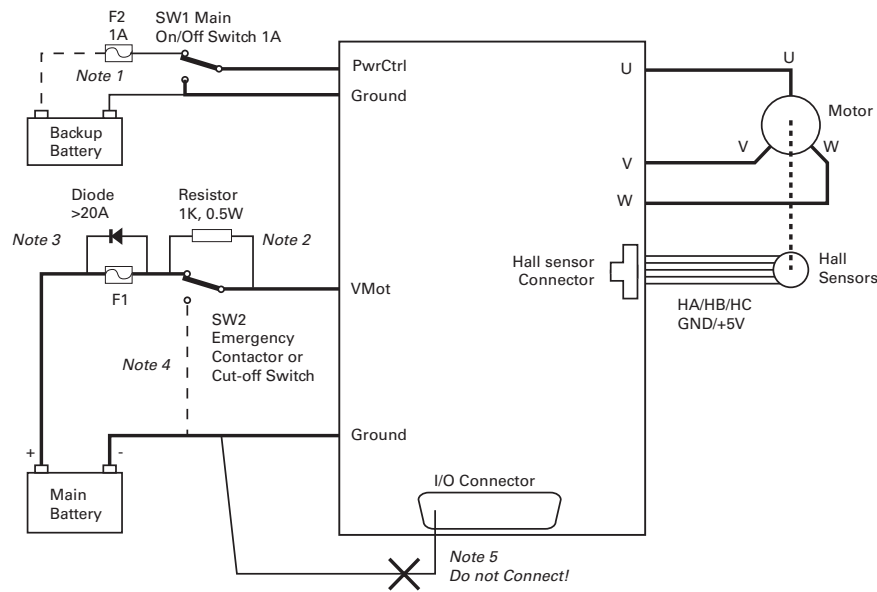 F2
1A
SW1 Main
On/Off Switch 1A
Note 1
Backup
Battery
PwrCtrl
Ground
U
U
Motor
V
W
V
W
Diode
>20A
Resistor
1K, 0.5W
Note 3
Note 2
F1
VMot
SW2
Emergency
Contactor or
Cut-off Switch
Note 4
Hall sensor
Connector
Hall
Sensors
HA/HB/HC
GND/+5V
Ground
+
-
Main
Battery
I/O Connector
Note 5
Do not Connect!